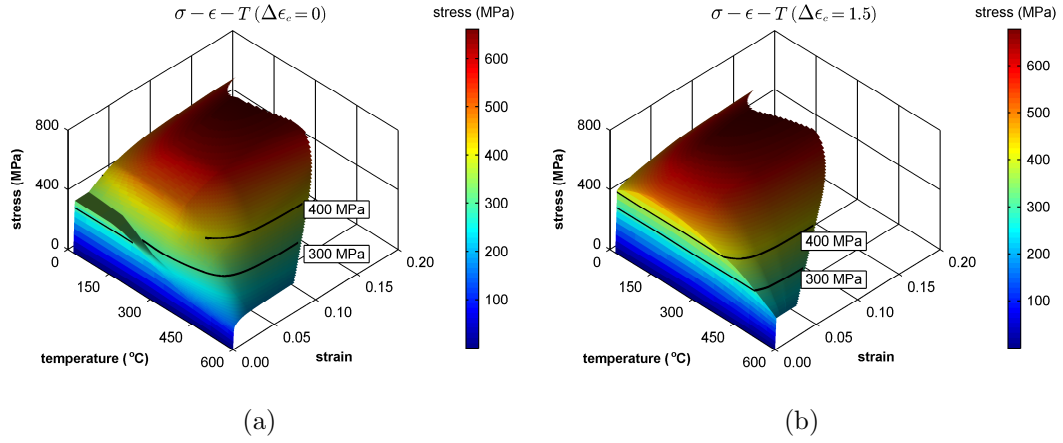 σ − ϵ − T (Δϵc = 0)
stress (MPa)
600
500
400
300
200
100
800
400
0
stress (MPa)
0
150
300
450
600
temperature (°C)
0.00
0.05
0.10
0.15
0.20
strain
400 MPa
300 MPa
(a)
σ − ϵ − T (Δϵc = 1.5)
stress (MPa)
600
500
400
300
200
100
800
400
0
stress (MPa)
0
150
300
450
600
temperature (°C)
0.00
0.05
0.10
0.15
0.20
strain
400 MPa
300 MPa
(b)